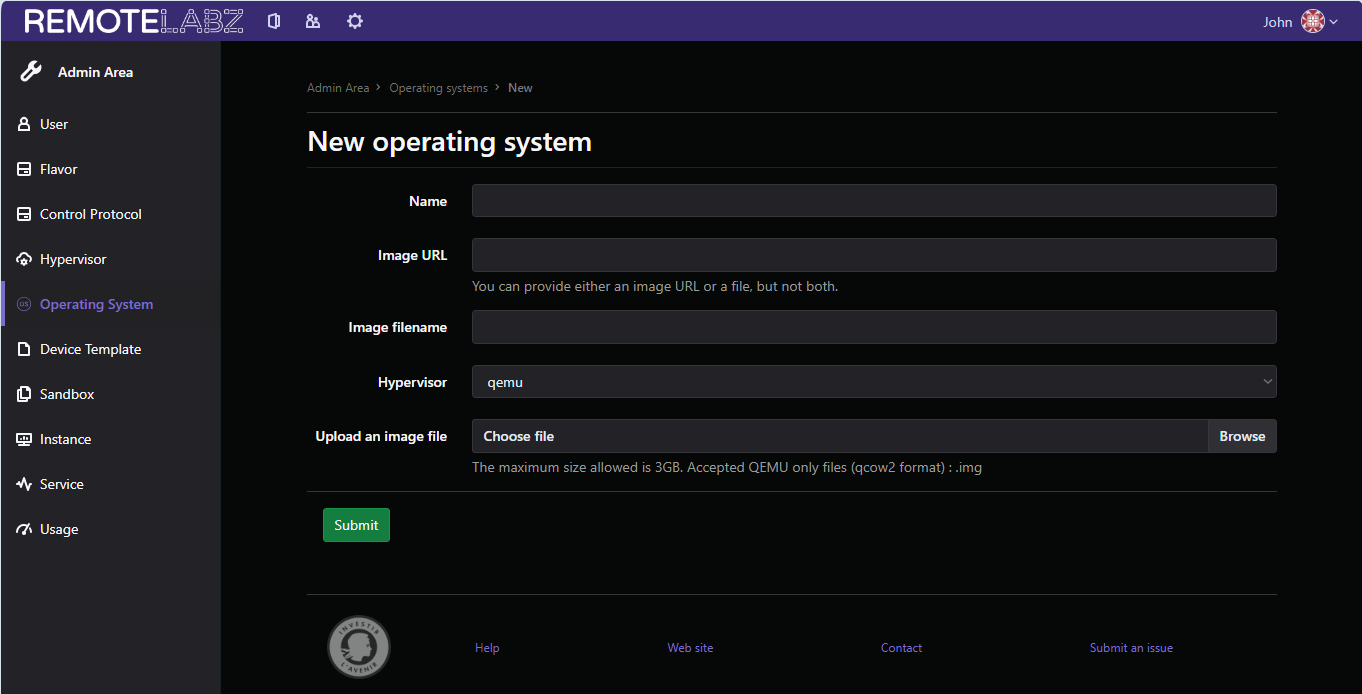 REMOTELABZ
John
Admin Area
User
Flavor
Control Protocol
Hypervisor
OS Operating System
Device Template
Sandbox
Instance
Service
Usage
Admin Area > Operating systems > New
New operating system
Name
Image URL
You can provide either an image URL or a file, but not both.
Image filename
Hypervisor qemu
Upload an image file Choose file Browse
The maximum size allowed is 3GB. Accepted QEMU only files (qcow2 format) : .img
Submit
INVESTIR
L'AVENIR
Help Web site Contact Submit an issue